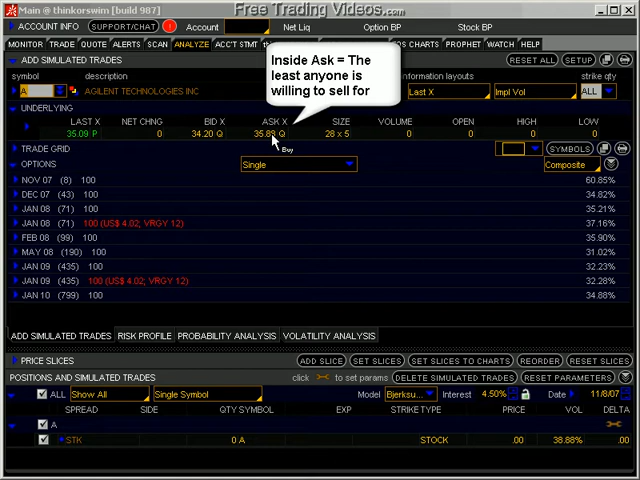 Main @ thinkorswim [build 987]
Free Trading Videos.com
ACCOUNT INFO SUPPORT/CHAT Account Net Liq Option BP Stock BP
MONITOR TRADE QUOTE ALERTS SCAN ANALYZE ACC'T STMT CHARTS PROPHET WATCH HELP
ADD SIMULATED TRADES RESET ALL SETUP
Inside Ask = The
least anyone is
willing to sell for
symbol description information layouts strike qty
A AGILENT TECHNOLOGIES INC Last X Impl Vol ALL
UNDERLYING
LAST X NET CHNG BID X ASK X SIZE VOLUME OPEN HIGH LOW
35.09 P 0 34.20 Q 35.89 Q 28 x 5 0 0 0 0
Buy
TRADE GRID SYMBOLS
OPTIONS Single Composite
NOV 07 (8) 100 60.85%
DEC 07 (43) 100 34.82%
JAN 08 (71) 100 35.21%
JAN 08 (71) 100 (US$ 4.02; VRGY 12) 37.16%
FEB 08 (99) 100 35.90%
MAY 08 (190) 100 31.02%
JAN 09 (435) 100 32.23%
JAN 09 (435) 100 (US$ 4.02; VRGY 12) 32.28%
JAN 10 (799) 100 34.88%
ADD SIMULATED TRADES RISK PROFILE PROBABILITY ANALYSIS VOLATILITY ANALYSIS
PRICE SLICES ADD SLICE SET SLICES SET SLICES TO CHARTS REORDER RESET SLICES
POSITIONS AND SIMULATED TRADES click to set params DELETE SIMULATED TRADES RESET PARAMETERS
ALL Show All Single Symbol Model Bjerksu... Interest 4.50% Date 11/8/07
SPREAD SIDE QTY SYMBOL EXP STRIKE TYPE PRICE VOL DELTA
A
STK 0 A STOCK .00 38.88% .00